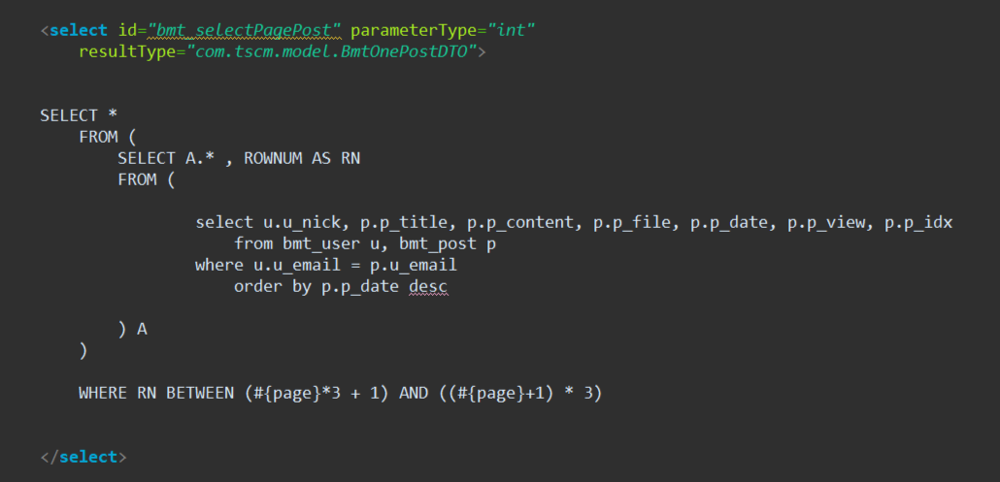 <select id="bmt_selectPagePost" parameterType="int"
resultType="com.tscm.model.BmtOnePostDTO">
SELECT *
FROM (
SELECT A.* , ROWNUM AS RN
FROM (
select u.u_nick, p.p_title, p.p_content, p.p_file, p.p_date, p.p_view, p.p_idx
from bmt_user u, bmt_post p
where u.u_email = p.u_email
order by p.p_date desc
) A
)
WHERE RN BETWEEN (#{page}*3 + 1) AND ((#{page}+1) * 3)
</select>